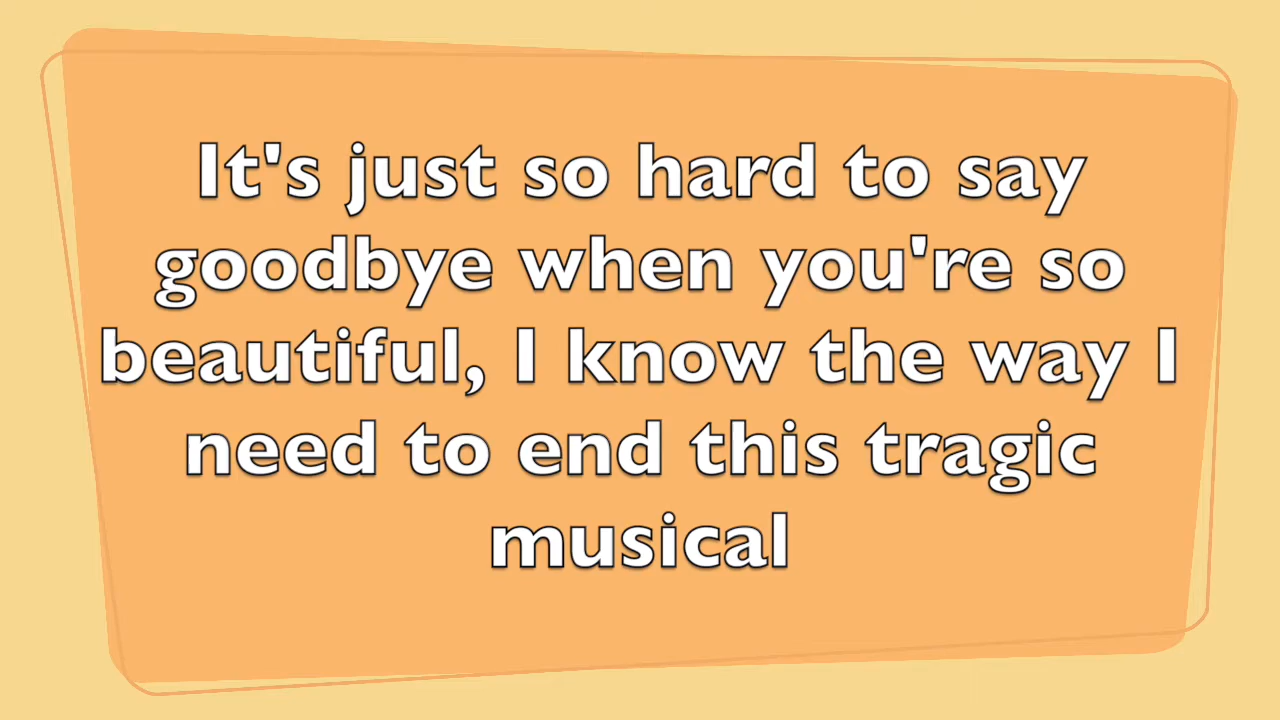 It's just so hard to say
goodbye when you're so
beautiful, I know the way I
need to end this tragic
musical